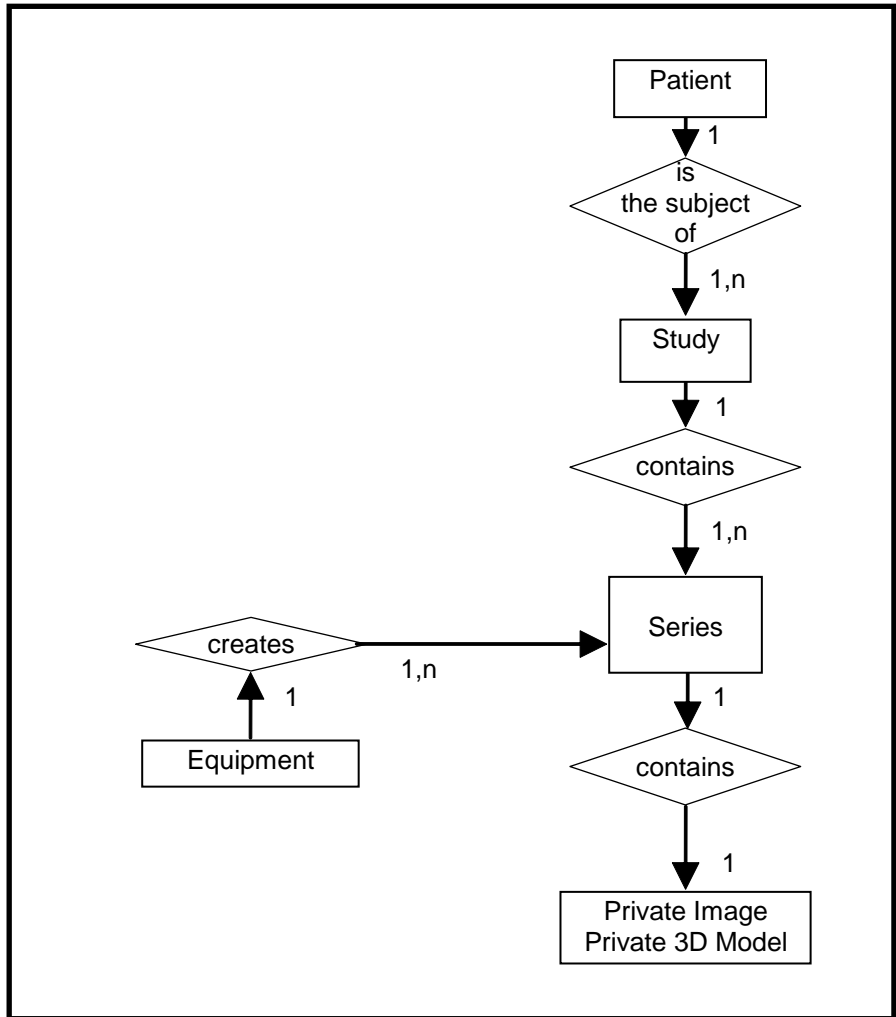 Patient
1
is
the subject
of
1,n
Study
1
contains
1,n
Series
creates
1,n
1
Equipment
1
contains
1
Private Image
Private 3D Model